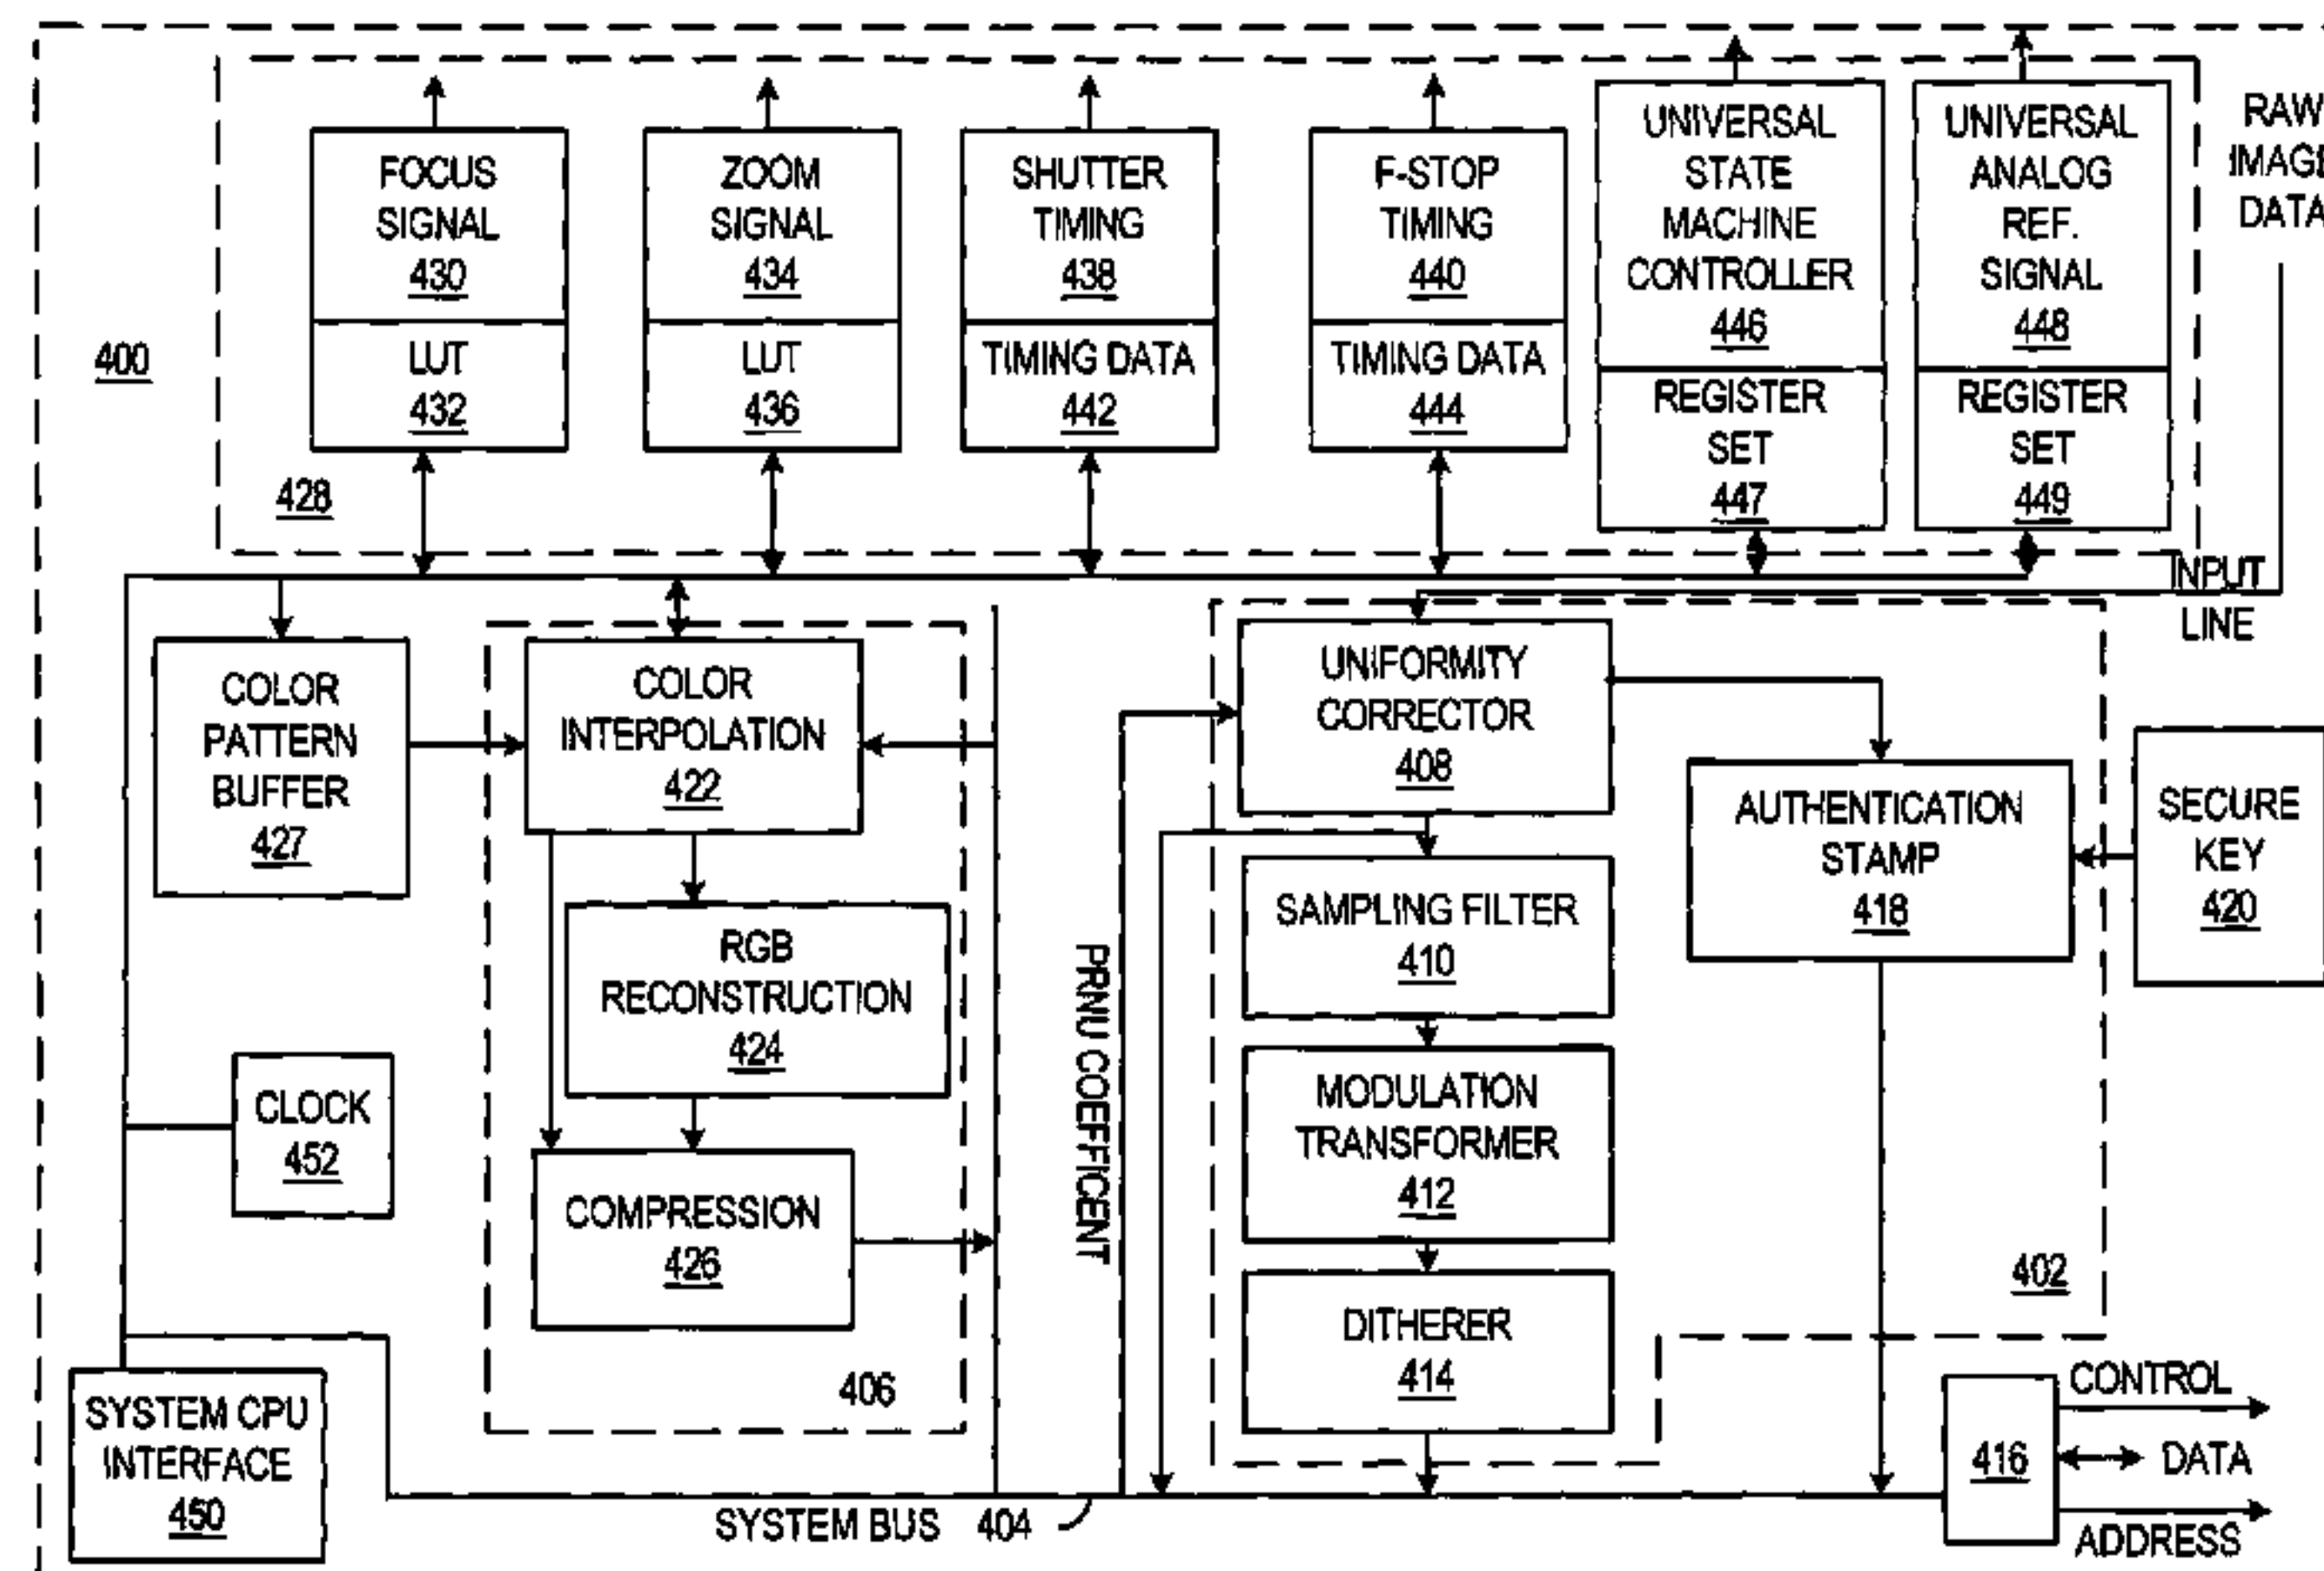 FOCUS
SIGNAL
430
LUT
432
ZOOM
SIGNAL
434
LUT
436
SHUTTER
TIMING
438
TIMING DATA
442
F-STOP
TIMING
440
TIMING DATA
444
UNIVERSAL
STATE
MACHINE
CONTROLLER
446
REGISTER
SET
447
UNIVERSAL
ANALOG
REF.
SIGNAL
448
REGISTER
SET
449
RAW
IMAGE
DATA
400
428
INPUT
LINE
COLOR
PATTERN
BUFFER
427
COLOR
INTERPOLATION
422
RGB
RECONSTRUCTION
424
COMPRESSION
426
406
CLOCK
452
SYSTEM CPU
INTERFACE
450
PRNU COEFFICENT
UNIFORMITY
CORRECTOR
408
SAMPLING FILTER
410
MODULATION
TRANSFORMER
412
DITHERER
414
AUTHENTICATION
STAMP
418
SECURE
KEY
420
402
SYSTEM BUS 404
416
CONTROL
DATA
ADDRESS